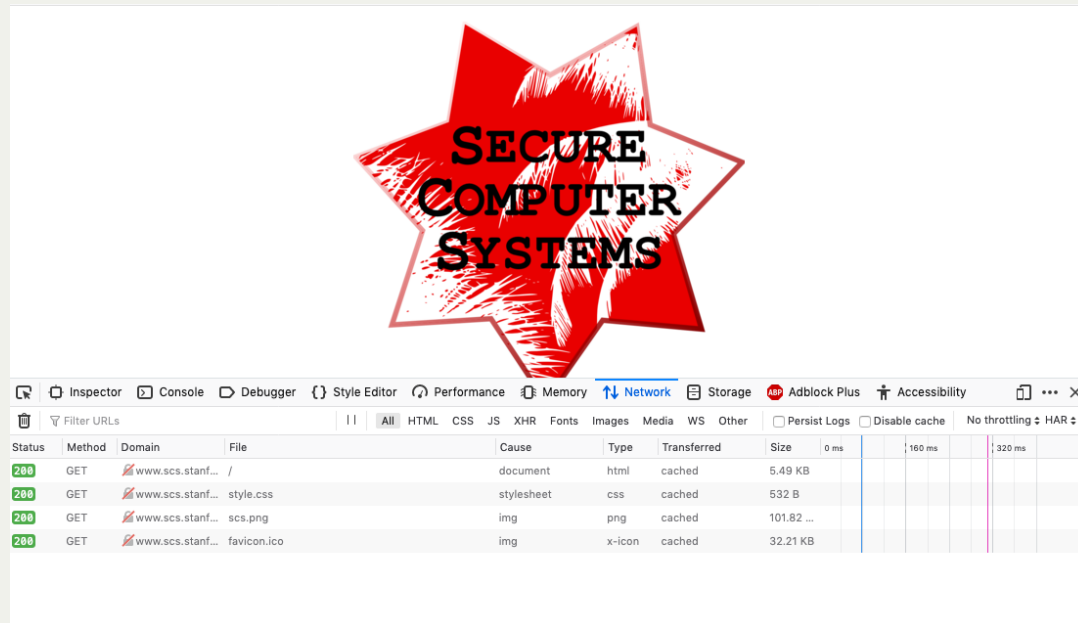 SECURE
COMPUTER
SYSTEMS
Inspector Console Debugger {} Style Editor Performance Memory Network Storage ABP Adblock Plus Accessibility
Filter URLs All HTML CSS JS XHR Fonts Images Media WS Other Persist Logs Disable cache No throttling HAR
Status Method Domain File Cause Type Transferred Size 0 ms 160 ms 320 ms
200 GET www.scs.stanf... / document html cached 5.49 KB
200 GET www.scs.stanf... style.css stylesheet css cached 532 B
200 GET www.scs.stanf... scs.png img png cached 101.82 ...
200 GET www.scs.stanf... favicon.ico img x-icon cached 32.21 KB